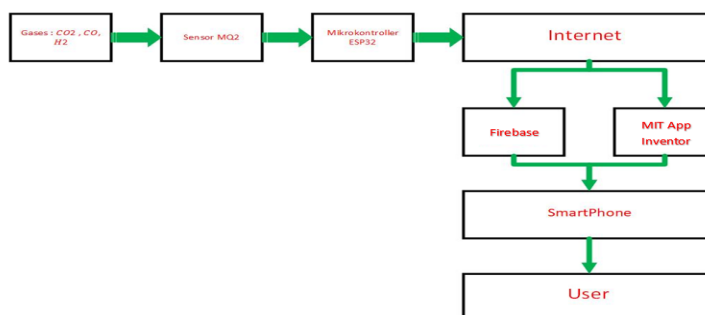 Gases : CO2 , CO,
H2
Sensor MQ2
Mikrokontroller
ESP32
Internet
Firebase
MIT App
Inventor
SmartPhone
User